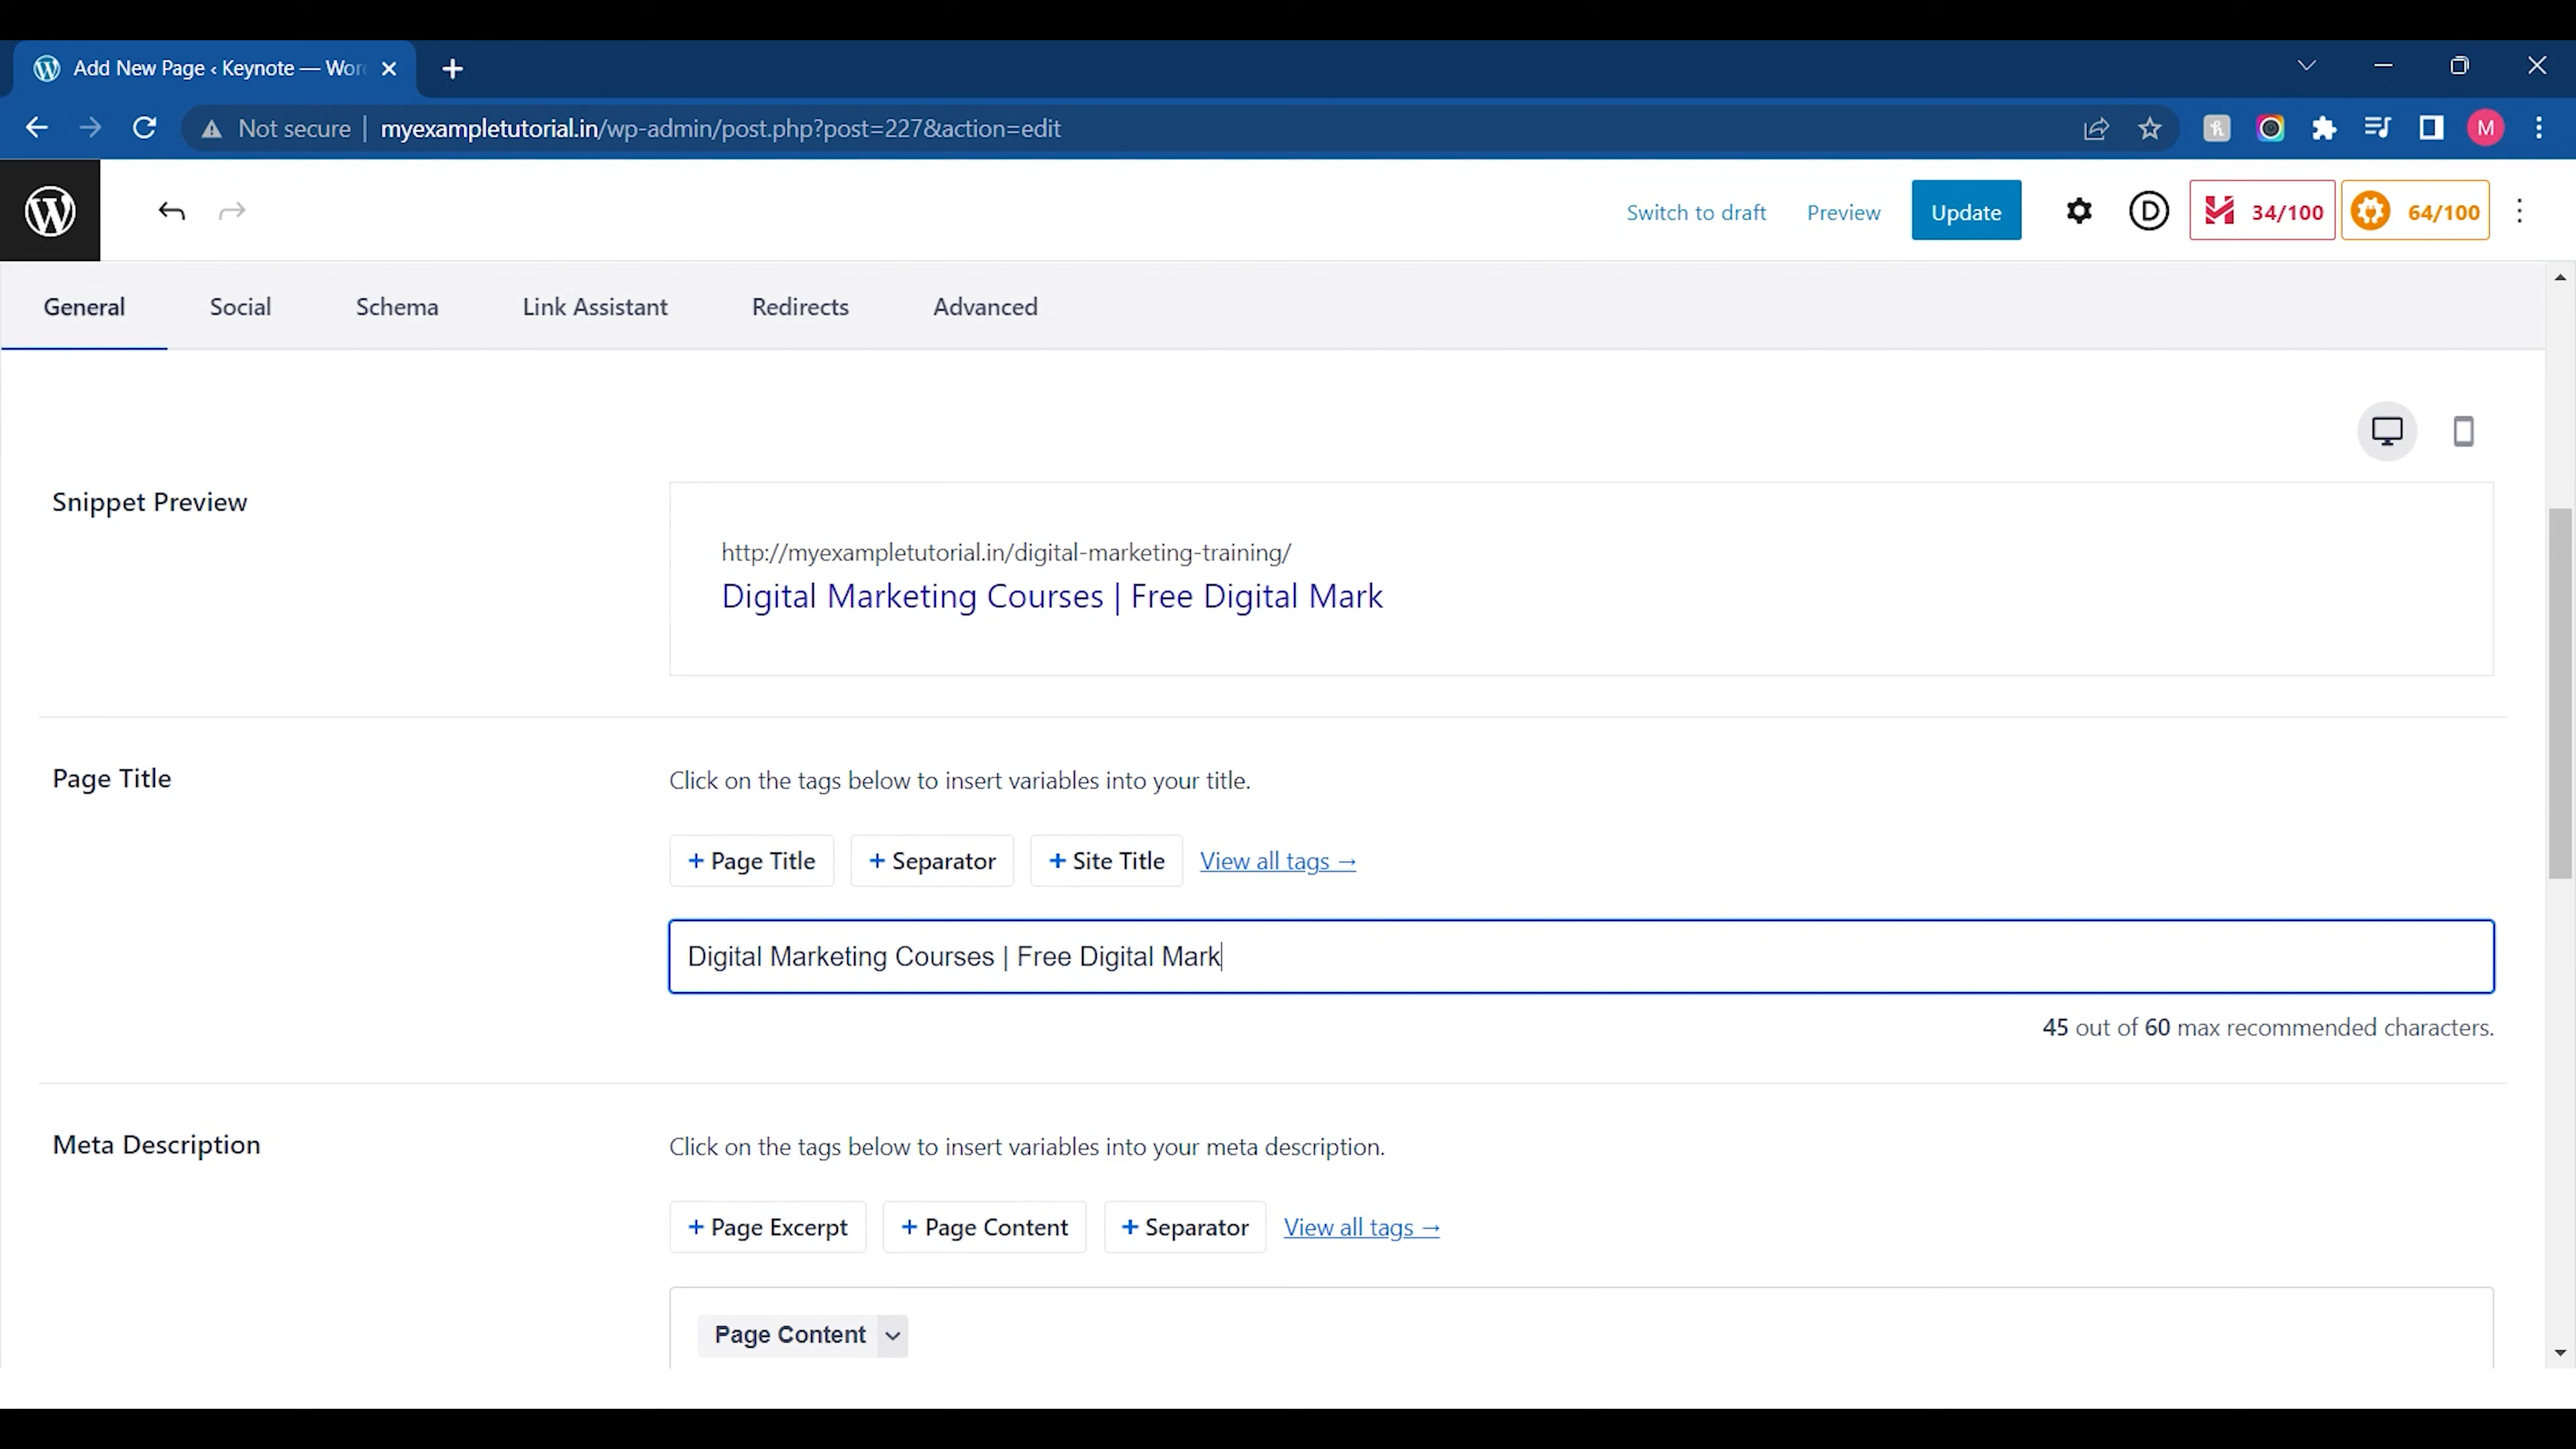 Add New Page ‹ Keynote — Wor
Not secure
myexampletutorial.in/wp-admin/post.php?post=227&action=edit
M
Switch to draft
Preview
Update
34/100
64/100
General
Social
Schema
Link Assistant
Redirects
Advanced
Snippet Preview
http://myexampletutorial.in/digital-marketing-training/
Digital Marketing Courses | Free Digital Mark
Page Title
Click on the tags below to insert variables into your title.
+ Page Title
+ Separator
+ Site Title
View all tags →
Digital Marketing Courses | Free Digital Mark
45 out of 60 max recommended characters.
Meta Description
Click on the tags below to insert variables into your meta description.
+ Page Excerpt
+ Page Content
+ Separator
View all tags →
Page Content